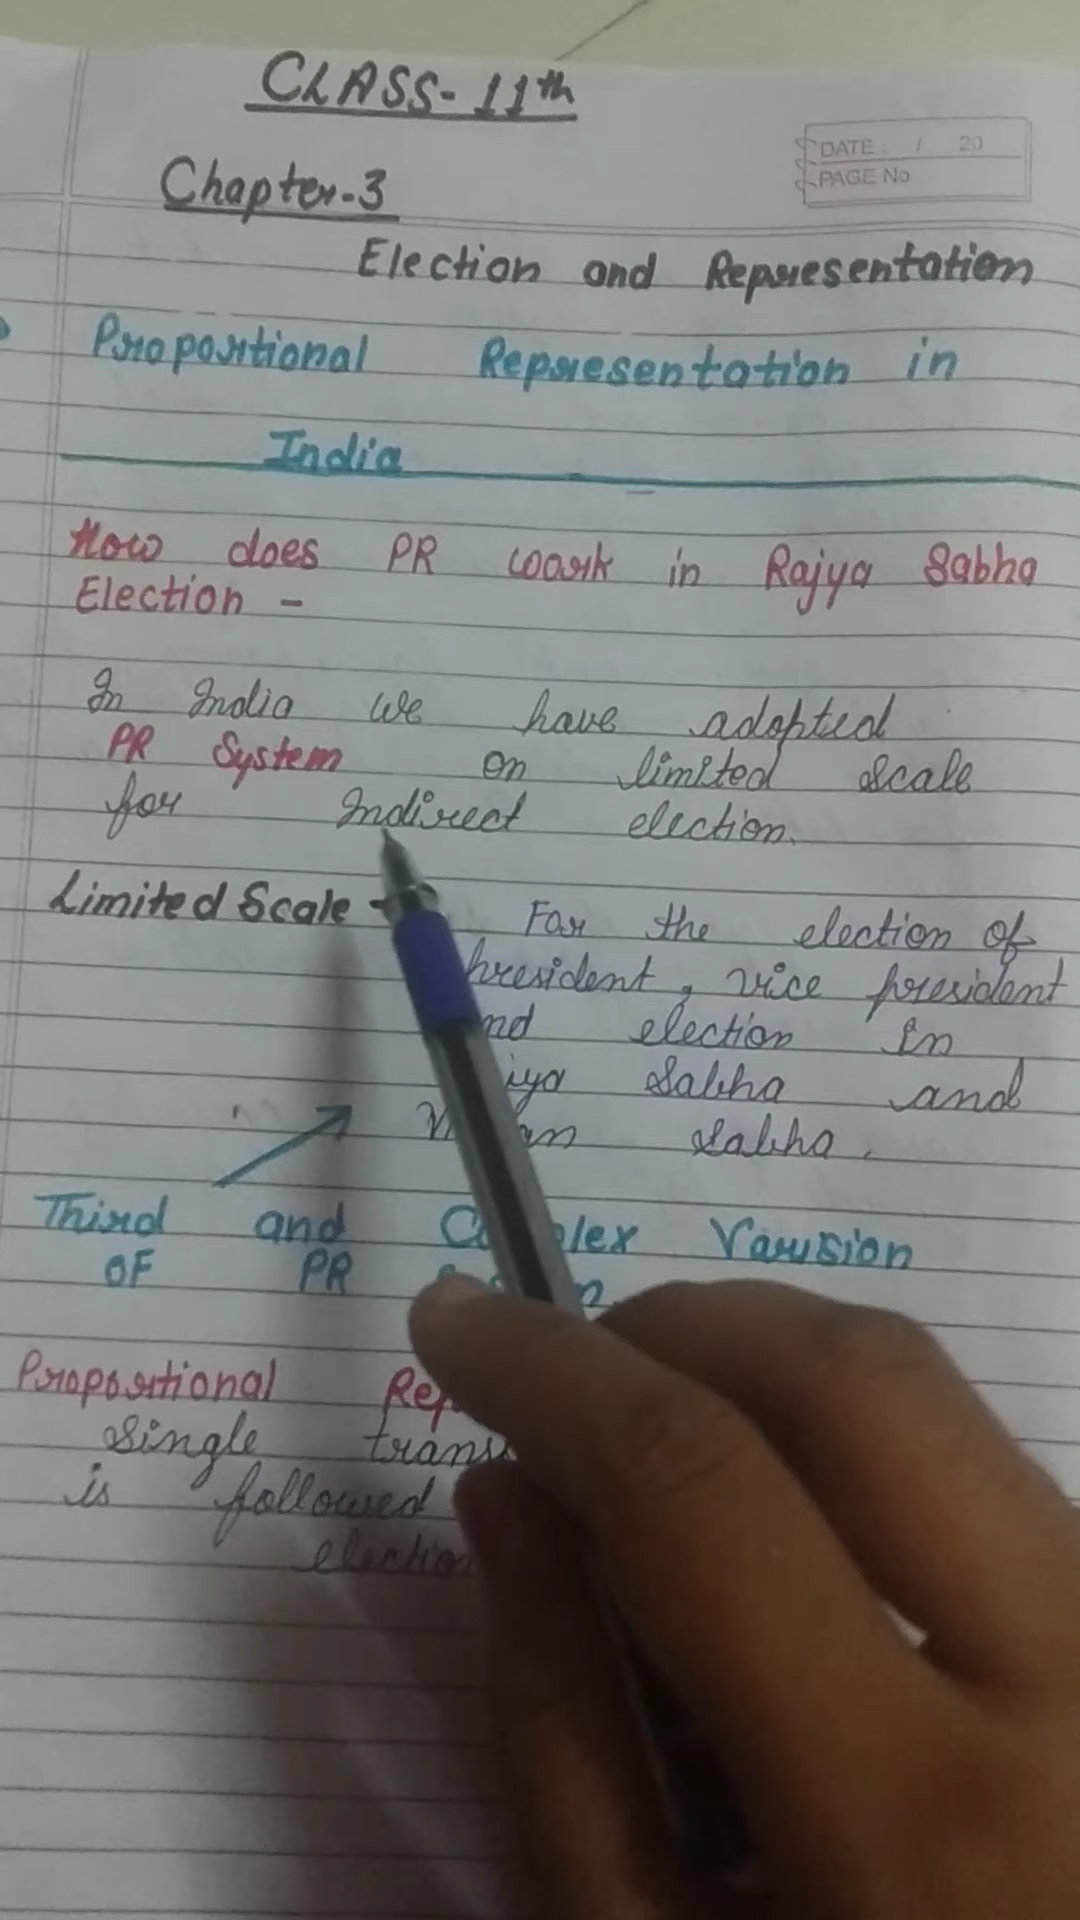 CLASS-11th
DATE: / 20
PAGE No
Chapter-3
Election and Representation
Proportional Representation in
India
How does PR work in Rajya Sabha
Election -
In India we have adopted
PR System on limited scale
for Indirect election.
Limited Scale - For the election of
president, vice president
election in
Sabha and
Sabha.
Third and Varusion
OF PR
Proportional
single
is followed
election